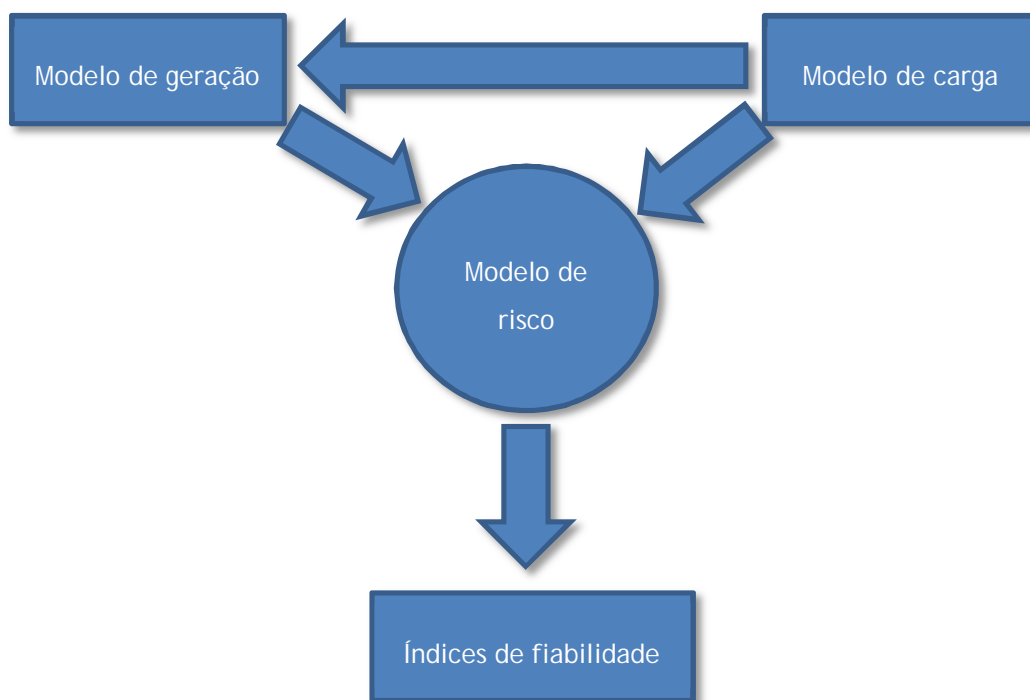 Modelo de geração
Modelo de carga
Modelo de
risco
Índices de fiabilidade